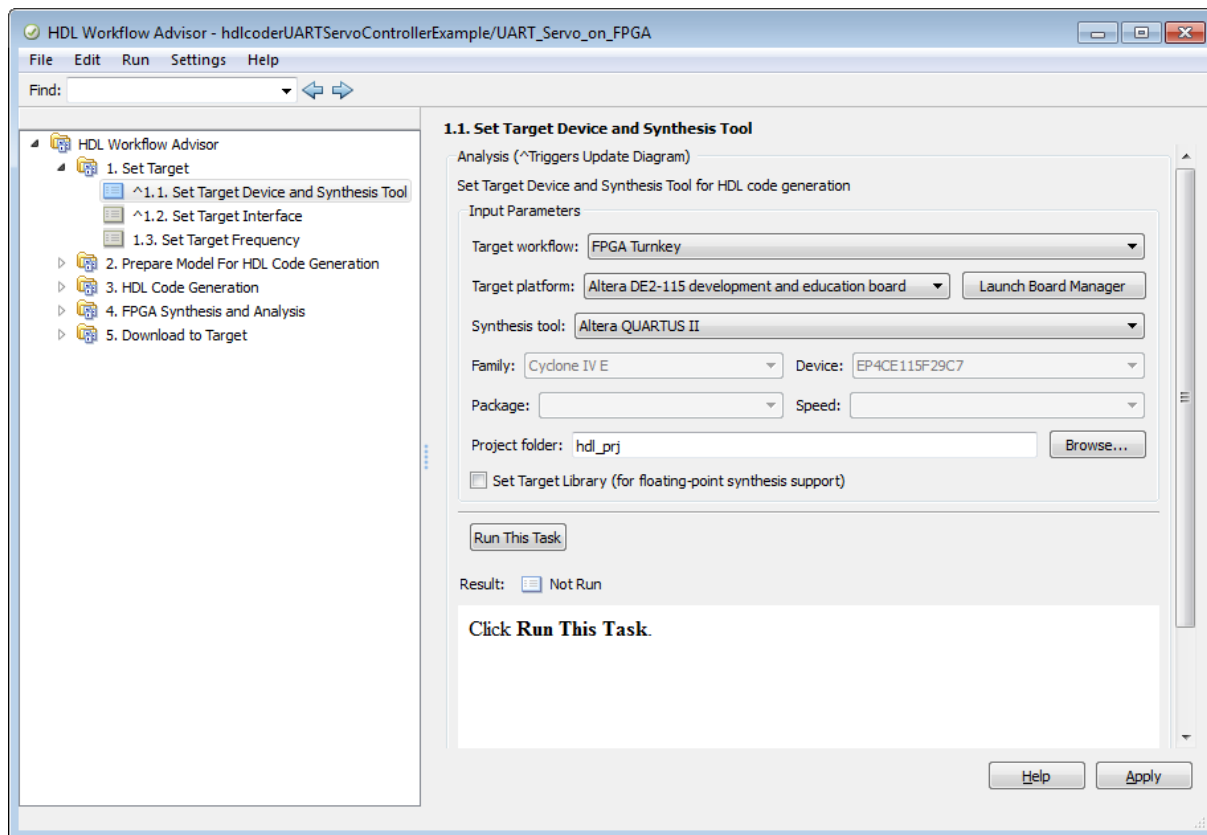 HDL Workflow Advisor - hdlcoderUARTServoControllerExample/UART_Servo_on_FPGA
File Edit Run Settings Help
Find:
HDL Workflow Advisor
1. Set Target
^1.1. Set Target Device and Synthesis Tool
^1.2. Set Target Interface
1.3. Set Target Frequency
2. Prepare Model For HDL Code Generation
3. HDL Code Generation
4. FPGA Synthesis and Analysis
5. Download to Target
1.1. Set Target Device and Synthesis Tool
Analysis (^Triggers Update Diagram)
Set Target Device and Synthesis Tool for HDL code generation
Input Parameters
Target workflow: FPGA Turnkey
Target platform: Altera DE2-115 development and education board Launch Board Manager
Synthesis tool: Altera QUARTUS II
Family: Cyclone IV E Device: EP4CE115F29C7
Package: Speed:
Project folder: hdl_prj Browse...
Set Target Library (for floating-point synthesis support)
Run This Task
Result: Not Run
Click Run This Task.
Help Apply